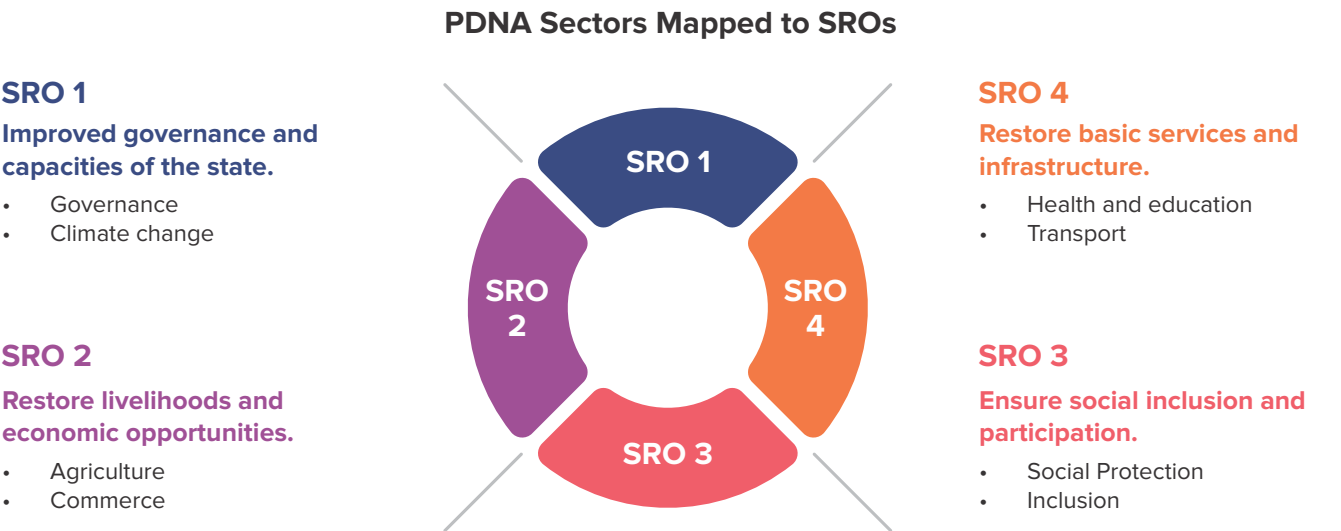 PDNA Sectors Mapped to SROs
SRO 1
Improved governance and
capacities of the state.
• Governance
• Climate change
SRO 2
Restore livelihoods and
economic opportunities.
• Agriculture
• Commerce
SRO 1
SRO
2
SRO
4
SRO 3
SRO 4
Restore basic services and
infrastructure.
• Health and education
• Transport
SRO 3
Ensure social inclusion and
participation.
• Social Protection
• Inclusion